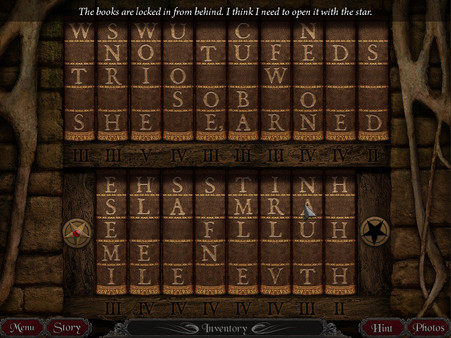 The books are locked in from behind. I think I need to open it with the star.
W S W U C N
N O T U F E D S
T R I O W
S O B O
S H E E, A R N E D
III III V IV III III III IV IV II
E H S S T I N H
S L A M R A
E F L L U H
M E N
I L E E V T H
III IV IV IV IV IV III II
Menu Story Inventory Hint Photos